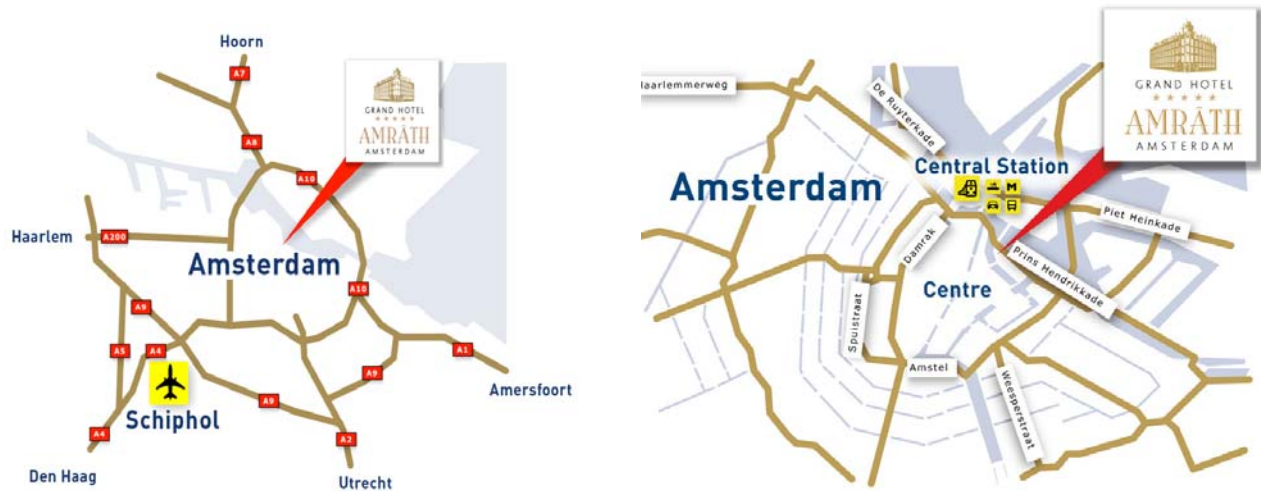 Hoorn
A7
GRAND HOTEL
★★★★★
AMRÂTH
AMSTERDAM
A8
A10
Haarlem
A200
Amsterdam
A10
A9
A5
A4
A1
A9
Schiphol
A9
Amersfoort
A4
A2
Den Haag
Utrecht
GRAND HOTEL
★★★★★
AMRÂTH
AMSTERDAM
Haarlemmerweg
De Ruyterkade
Central Station
M
Amsterdam
Piet Heinkade
Damrak
Prins Hendrikkade
Centre
Spuistraat
Amstel
Weesperstraat